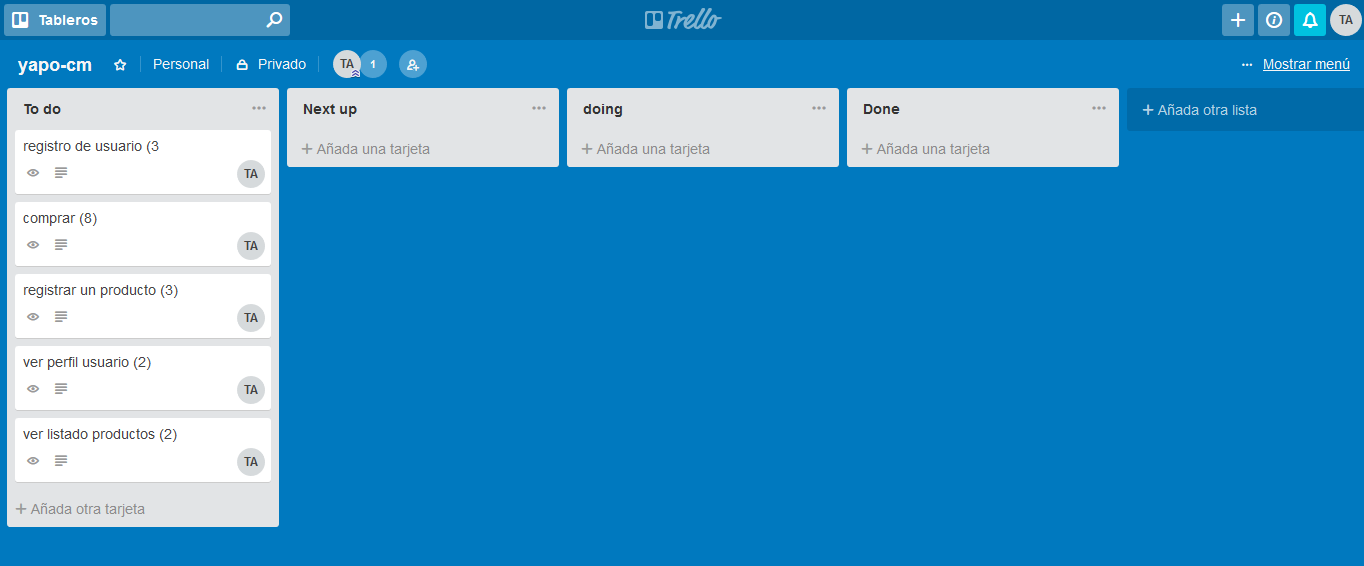 Tableros
Trello
TA
yapo-cm
Personal
Privado
TA
1
Mostrar menú
To do
registro de usuario (3
TA
comprar (8)
TA
registrar un producto (3)
TA
ver perfil usuario (2)
TA
ver listado productos (2)
TA
+ Añada otra tarjeta
Next up
+ Añada una tarjeta
doing
+ Añada una tarjeta
Done
+ Añada una tarjeta
+ Añada otra lista